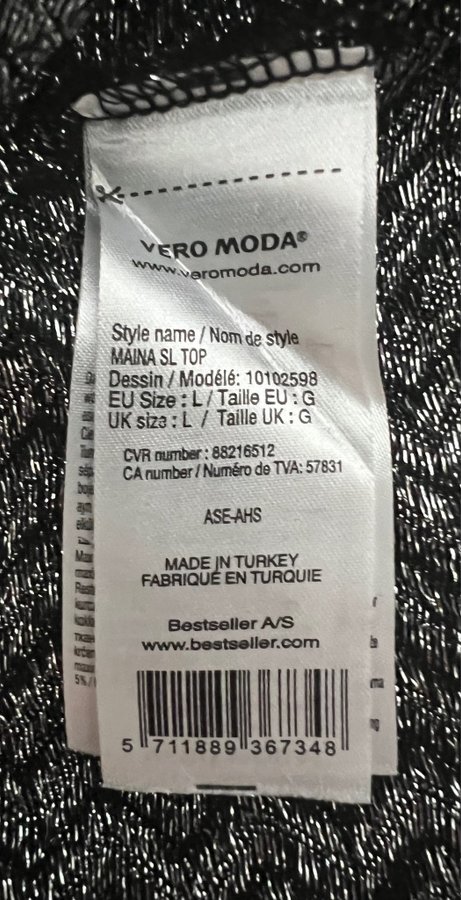 VERO MODA®
www.veromoda.com
Style name / Nom de style
MAINA SL TOP
Dessin / Modélé: 10102598
EU Size : L / Taille EU : G
UK size : L / Taille UK : G
CVR number : 88216512
CA number / Numéro de TVA: 57831
ASE-AHS
MADE IN TURKEY
FABRIQUÉ EN TURQUIE
Bestseller A/S
www.bestseller.com
5 711889 367348